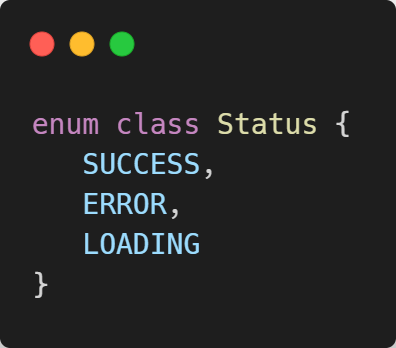 enum class Status {
   SUCCESS,
   ERROR,
   LOADING
}